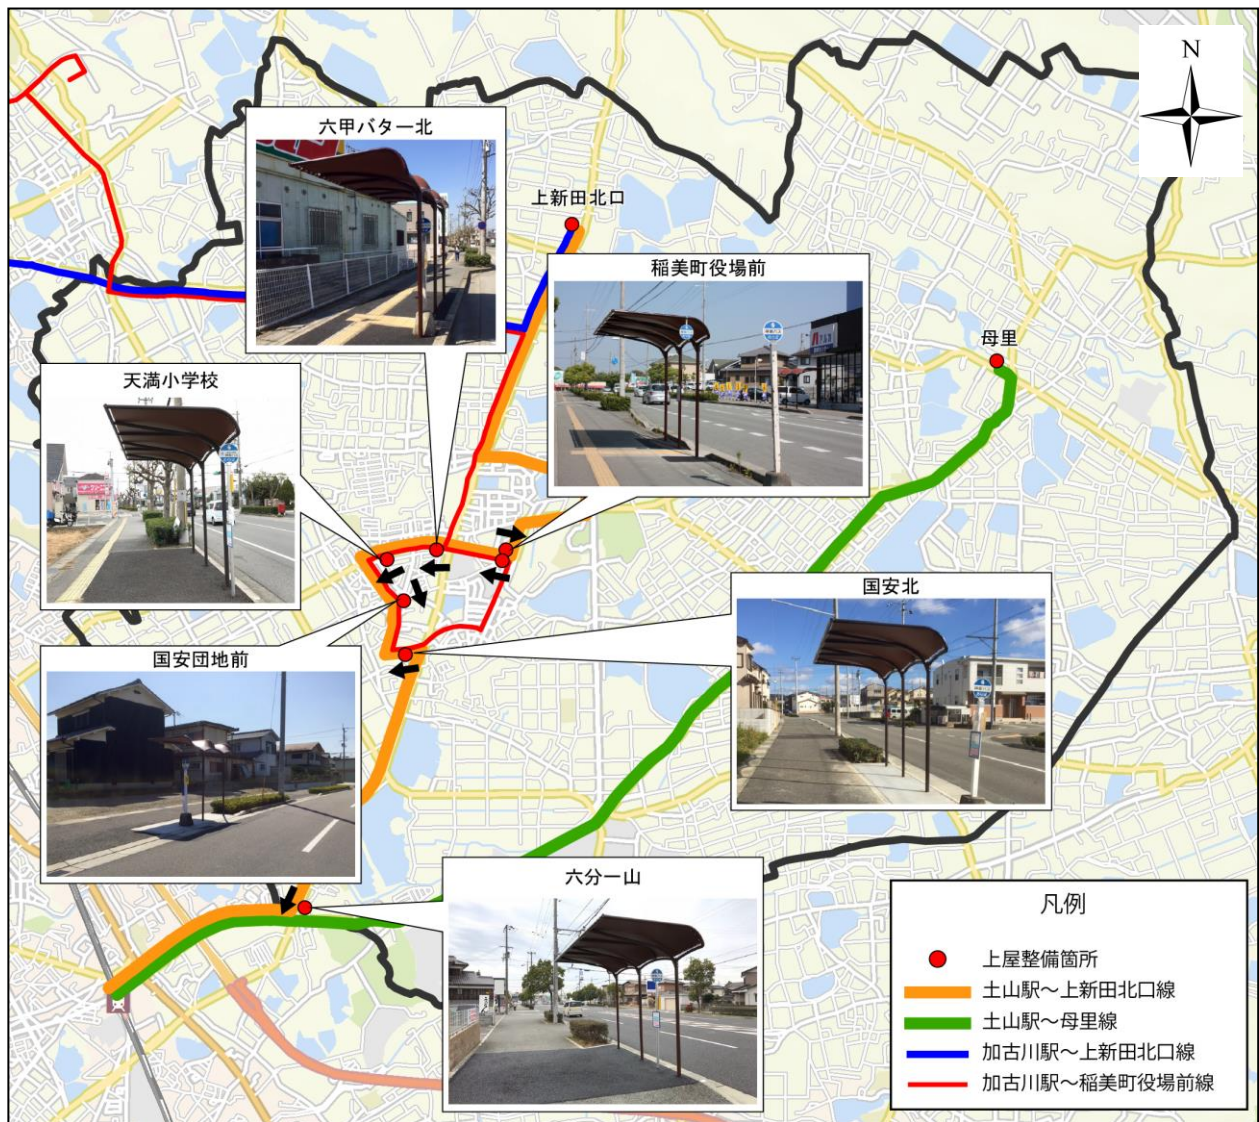 N
六甲バター北
上新田北口
稲美町役場前
母里
天満小学校
国安北
国安団地前
六分一山
凡例
上屋整備箇所
土山駅～上新田北口線
土山駅～母里線
加古川駅～上新田北口線
加古川駅～稲美町役場前線